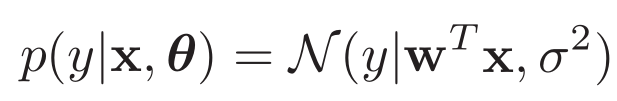 p(y|𝐱, 𝜽) = 𝒩(y|𝐰ᵀ𝐱, σ²)